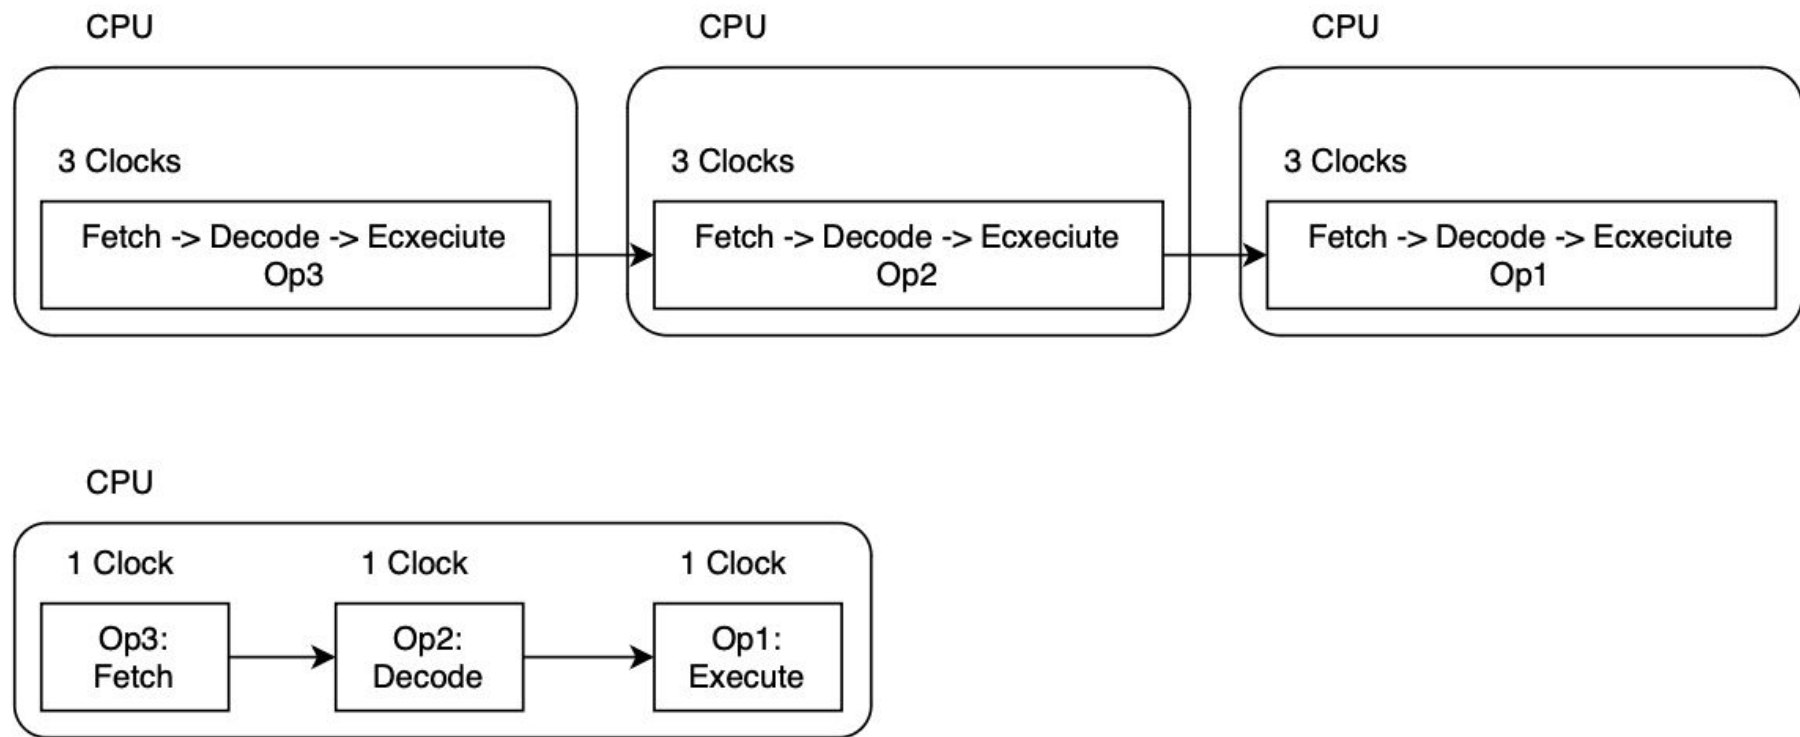 CPU
CPU
CPU
3 Clocks
3 Clocks
3 Clocks
Fetch -> Decode -> Ecxeciute
Op3
Fetch -> Decode -> Ecxeciute
Op2
Fetch -> Decode -> Ecxeciute
Op1
CPU
1 Clock
1 Clock
1 Clock
Op3:
Fetch
Op2:
Decode
Op1:
Execute